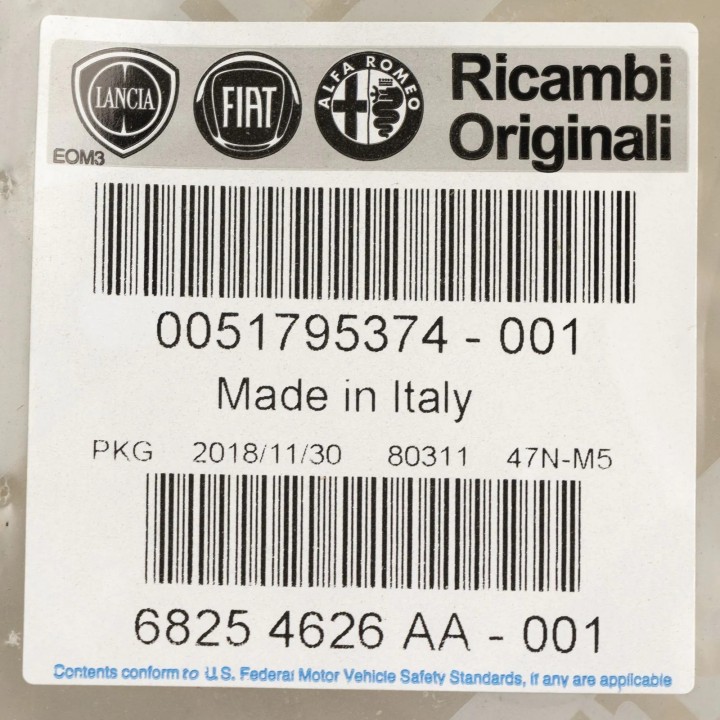 LANCIA FIAT ALFA ROMEO Ricambi
Originali
EOM3
0051795374 - 001
Made in Italy
PKG 2018/11/30 80311 47N-M5
6825 4626 AA - 001
Contents conform to U.S. Federal Motor Vehicle Safety Standards, if any are applicable